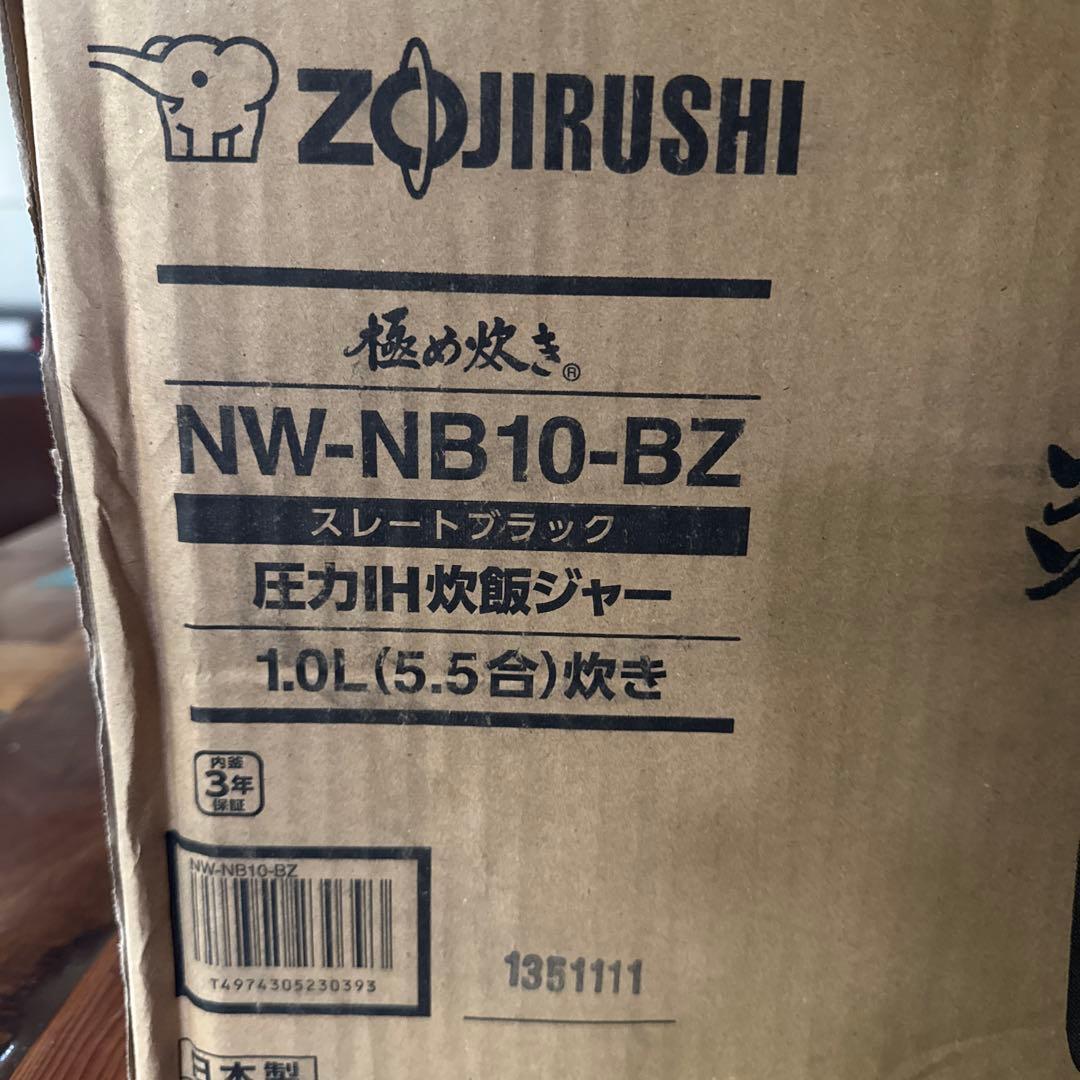 ZOJIRUSHI
極め炊き®
NW-NB10-BZ
スレートブラック
圧力IH炊飯ジャー
1.0L(5.5合)炊き
内釜
3年
保証
NW-NB10-BZ
T4974305230393
1351111
日本製